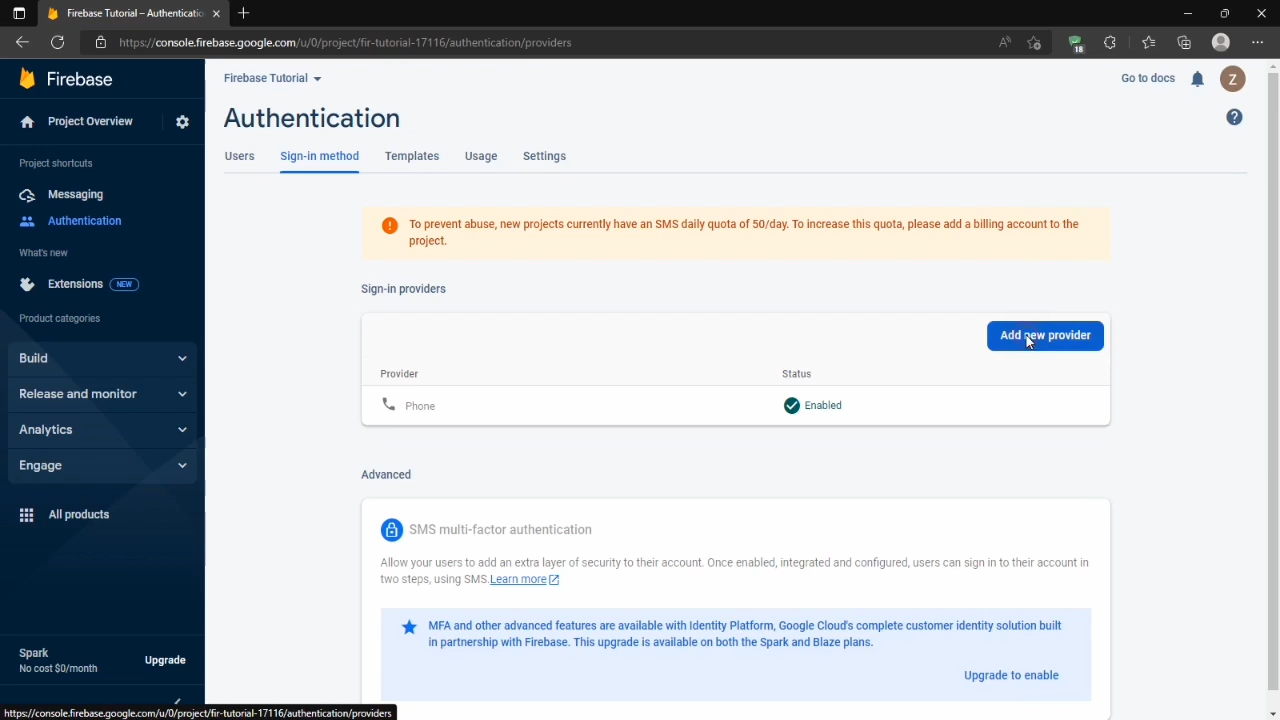 Firebase Tutorial – Authenticatio
https://console.firebase.google.com/u/0/project/fir-tutorial-17116/authentication/providers
18
Firebase
Project Overview
Project shortcuts
Messaging
Authentication
What's new
Extensions NEW
Product categories
Build
Release and monitor
Analytics
Engage
All products
Spark
No cost $0/month
Upgrade
https://console.firebase.google.com/u/0/project/fir-tutorial-17116/authentication/providers
Firebase Tutorial
Go to docs
Z
Authentication
?
Users Sign-in method Templates Usage Settings
To prevent abuse, new projects currently have an SMS daily quota of 50/day. To increase this quota, please add a billing account to the
project.
Sign-in providers
Add new provider
Provider Status
Phone Enabled
Advanced
SMS multi-factor authentication
Allow your users to add an extra layer of security to their account. Once enabled, integrated and configured, users can sign in to their account in
two steps, using SMS. Learn more
MFA and other advanced features are available with Identity Platform, Google Cloud's complete customer identity solution built
in partnership with Firebase. This upgrade is available on both the Spark and Blaze plans.
Upgrade to enable